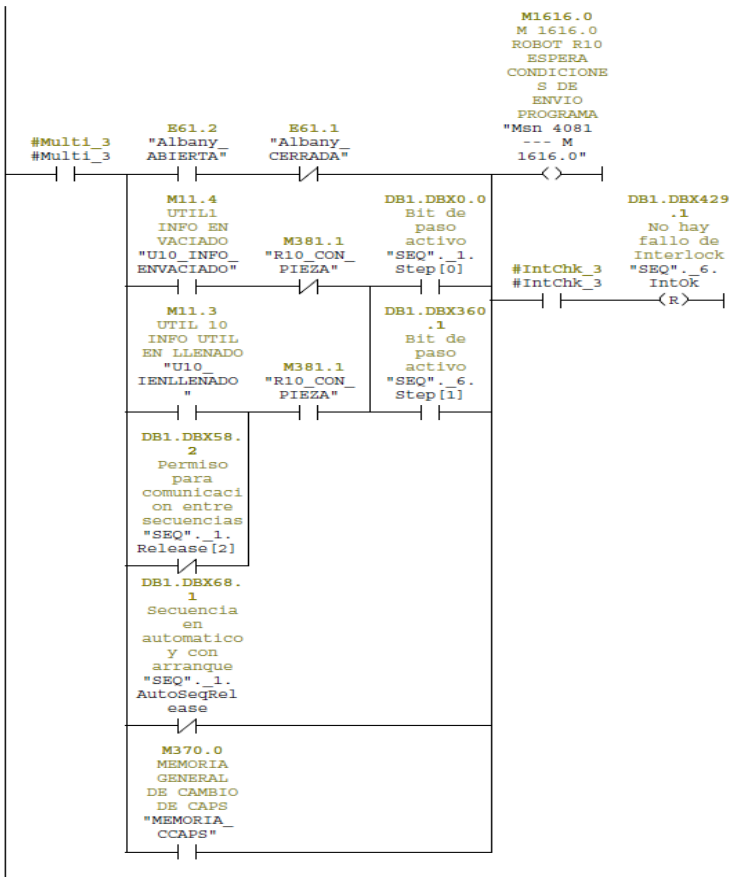 M1616.0
M 1616.0
ROBOT R10
ESPERA
CONDICIONE
S DE
ENVIO
PROGRAMA
"Msn 4081
--- M
1616.0"
#Multi_3
#Multi_3
E61.2
"Albany_
ABIERTA"
E61.1
"Albany_
CERRADA"
M11.4
UTIL1
INFO EN
VACIADO
"U10_INFO_
ENVACIADO"
M381.1
"R10_CON_
PIEZA"
DB1.DBX0.0
Bit de
paso
activo
"SEQ"._1.
Step[0]
#IntChk_3
#IntChk_3
DB1.DBX429
.1
No hay
fallo de
Interlock
"SEQ"._6.
IntOk
R
M11.3
UTIL 10
INFO UTIL
EN LLENADO
"U10_
IENLLENADO
"
M381.1
"R10_CON_
PIEZA"
DB1.DBX360
.1
Bit de
paso
activo
"SEQ"._6.
Step[1]
DB1.DBX58.
2
Permiso
para
comunicaci
on entre
secuencias
"SEQ"._1.
Release[2]
DB1.DBX68.
1
Secuencia
en
automatico
y con
arranque
"SEQ"._1.
AutoSeqRel
ease
M370.0
MEMORIA
GENERAL
DE CAMBIO
DE CAPS
"MEMORIA_
CCAPS"